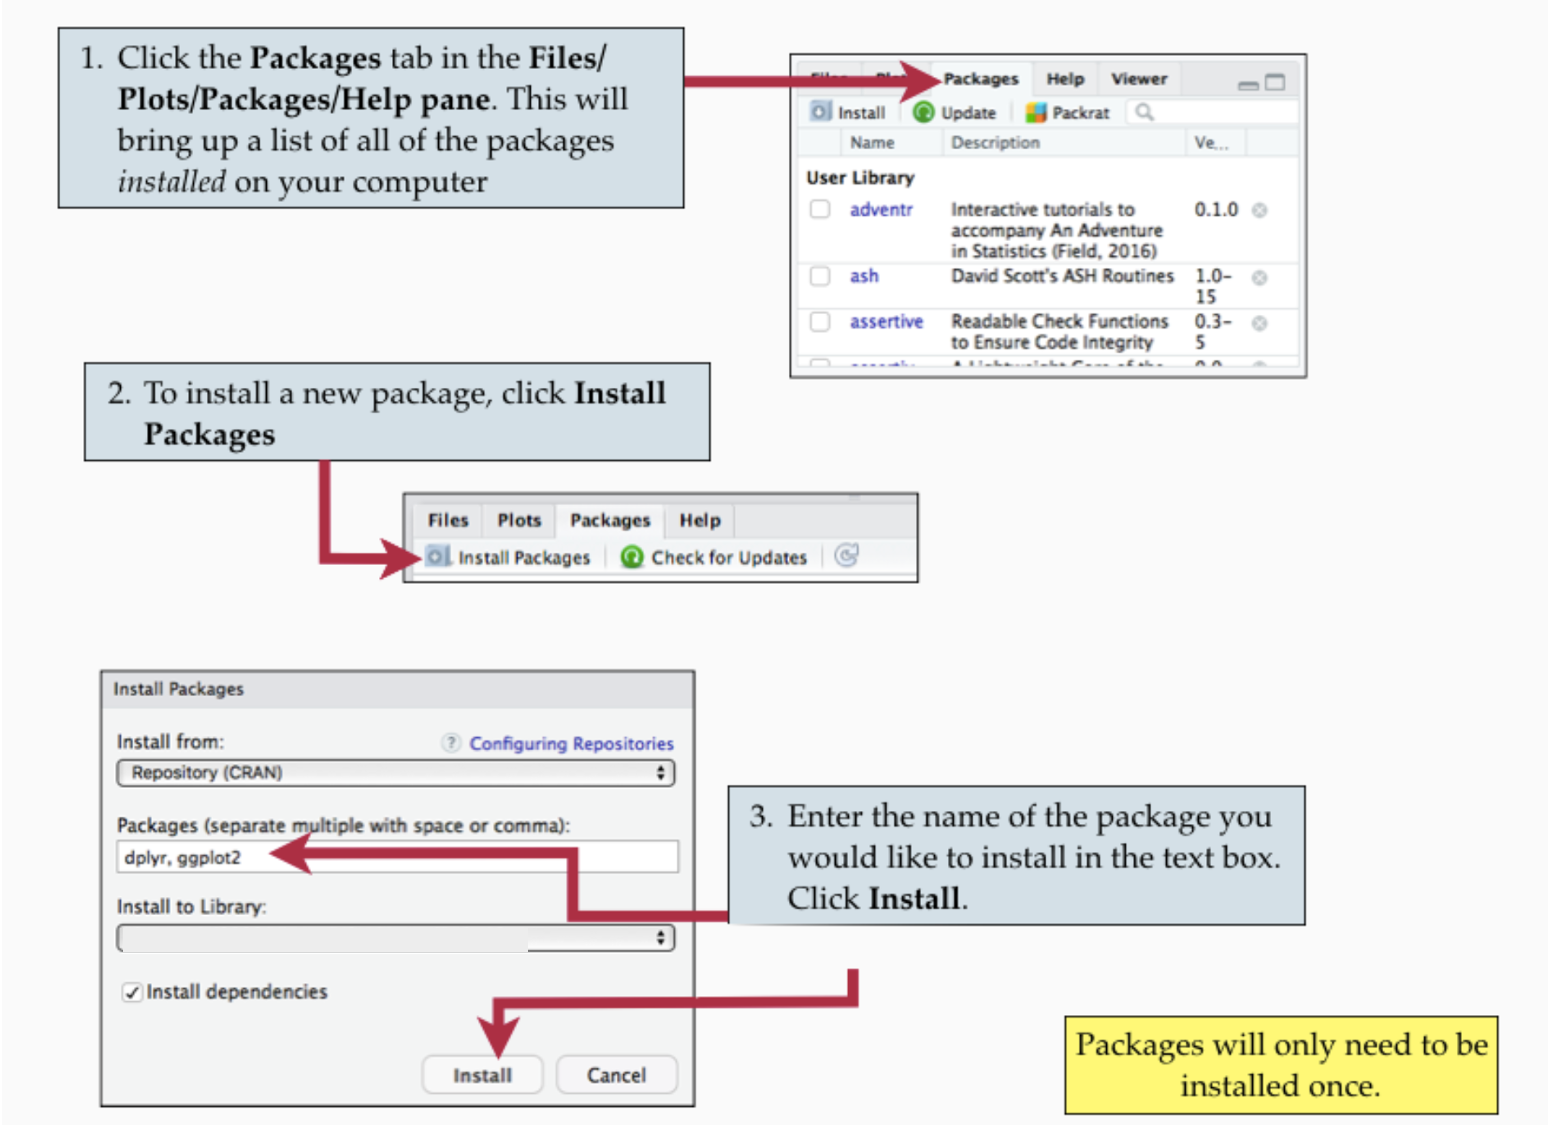 1. Click the Packages tab in the Files/
Plots/Packages/Help pane. This will
bring up a list of all of the packages
installed on your computer
Packages Help Viewer
Install Update Packrat
Name Description Ve...
User Library
adventr Interactive tutorials to 0.1.0
accompany An Adventure
in Statistics (Field, 2016)
ash David Scott's ASH Routines 1.0-
15
assertive Readable Check Functions 0.3-
to Ensure Code Integrity 5
2. To install a new package, click Install
Packages
Files Plots Packages Help
Install Packages Check for Updates
Install Packages
Install from: ? Configuring Repositories
Repository (CRAN)
Packages (separate multiple with space or comma):
dplyr, ggplot2
Install to Library:
Install dependencies
Install Cancel
3. Enter the name of the package you
would like to install in the text box.
Click Install.
Packages will only need to be
installed once.